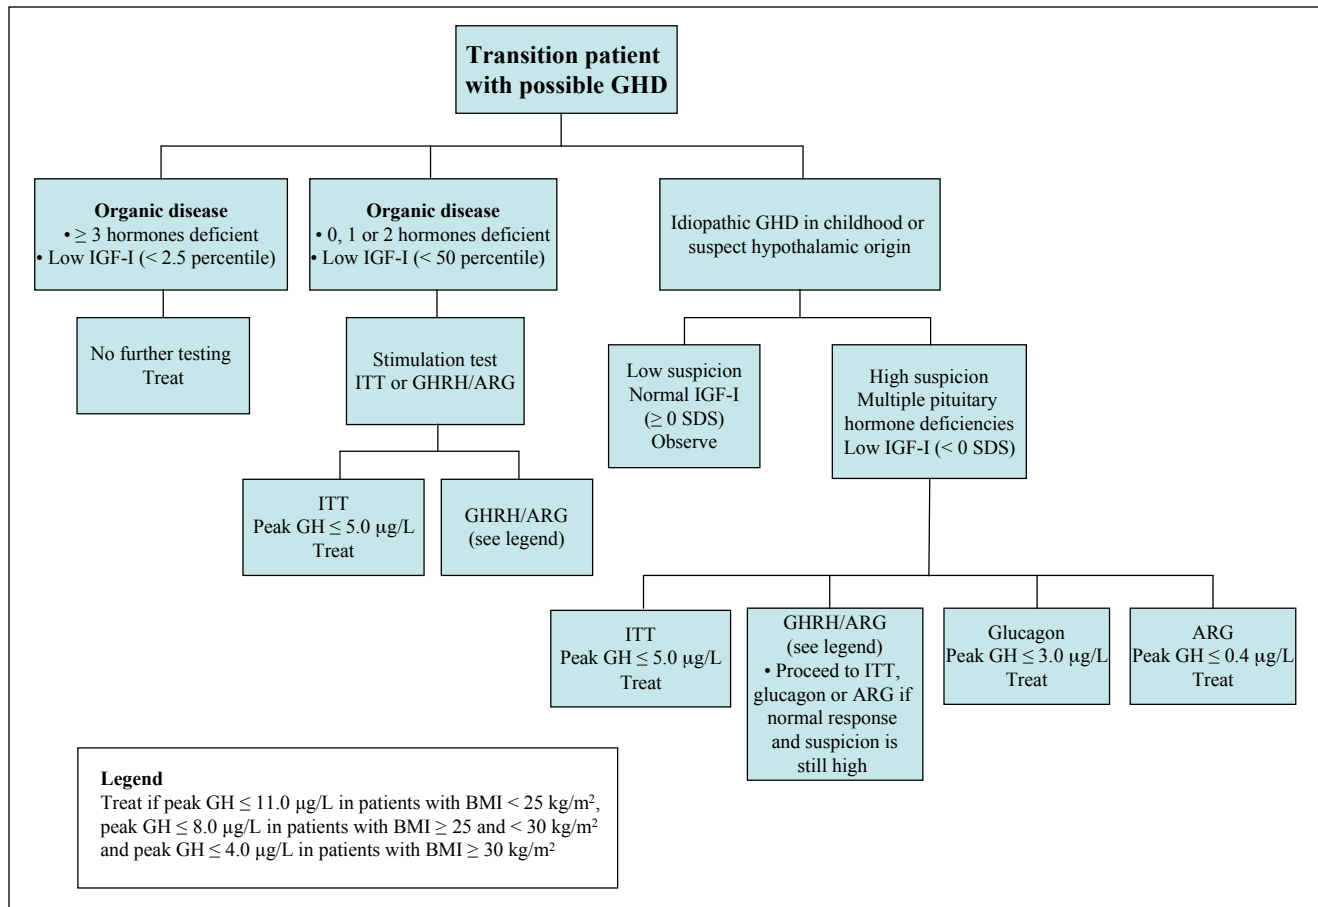 Transition patient
with possible GHD
Organic disease
• ≥ 3 hormones deficient
• Low IGF-I (< 2.5 percentile)
Organic disease
• 0, 1 or 2 hormones deficient
• Low IGF-I (< 50 percentile)
Idiopathic GHD in childhood or
suspect hypothalamic origin
No further testing
Treat
Stimulation test
ITT or GHRH/ARG
Low suspicion
Normal IGF-I
(≥ 0 SDS)
Observe
High suspicion
Multiple pituitary
hormone deficiencies
Low IGF-I (< 0 SDS)
ITT
Peak GH ≤ 5.0 µg/L
Treat
GHRH/ARG
(see legend)
ITT
Peak GH ≤ 5.0 µg/L
Treat
GHRH/ARG
(see legend)
• Proceed to ITT,
glucagon or ARG if
normal response
and suspicion is
still high
Glucagon
Peak GH ≤ 3.0 µg/L
Treat
ARG
Peak GH ≤ 0.4 µg/L
Treat
Legend
Treat if peak GH ≤ 11.0 µg/L in patients with BMI < 25 kg/m²,
peak GH ≤ 8.0 µg/L in patients with BMI ≥ 25 and < 30 kg/m²
and peak GH ≤ 4.0 µg/L in patients with BMI ≥ 30 kg/m²